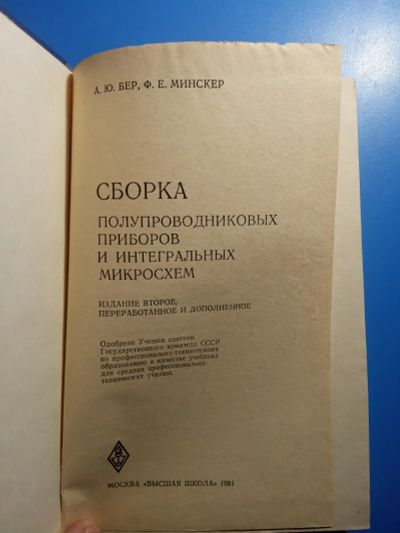 А. Ю. БЕР, Ф. Е. МИНСКЕР
СБОРКА
ПОЛУПРОВОДНИКОВЫХ
ПРИБОРОВ
И ИНТЕГРАЛЬНЫХ
МИКРОСХЕМ
ИЗДАНИЕ ВТОРОЕ,
ПЕРЕРАБОТАННОЕ И ДОПОЛНЕННОЕ
Одобрено Ученым советом
Государственного комитета СССР
по профессионально-техническому
образованию в качестве учебника
для средних профессионально-
технических училищ
МОСКВА «ВЫСШАЯ ШКОЛА» 1981